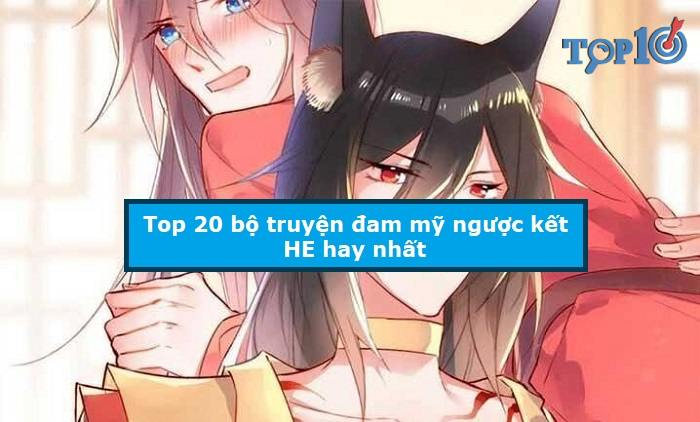 TOP10
Top 20 bộ truyện đam mỹ ngược kết
HE hay nhất